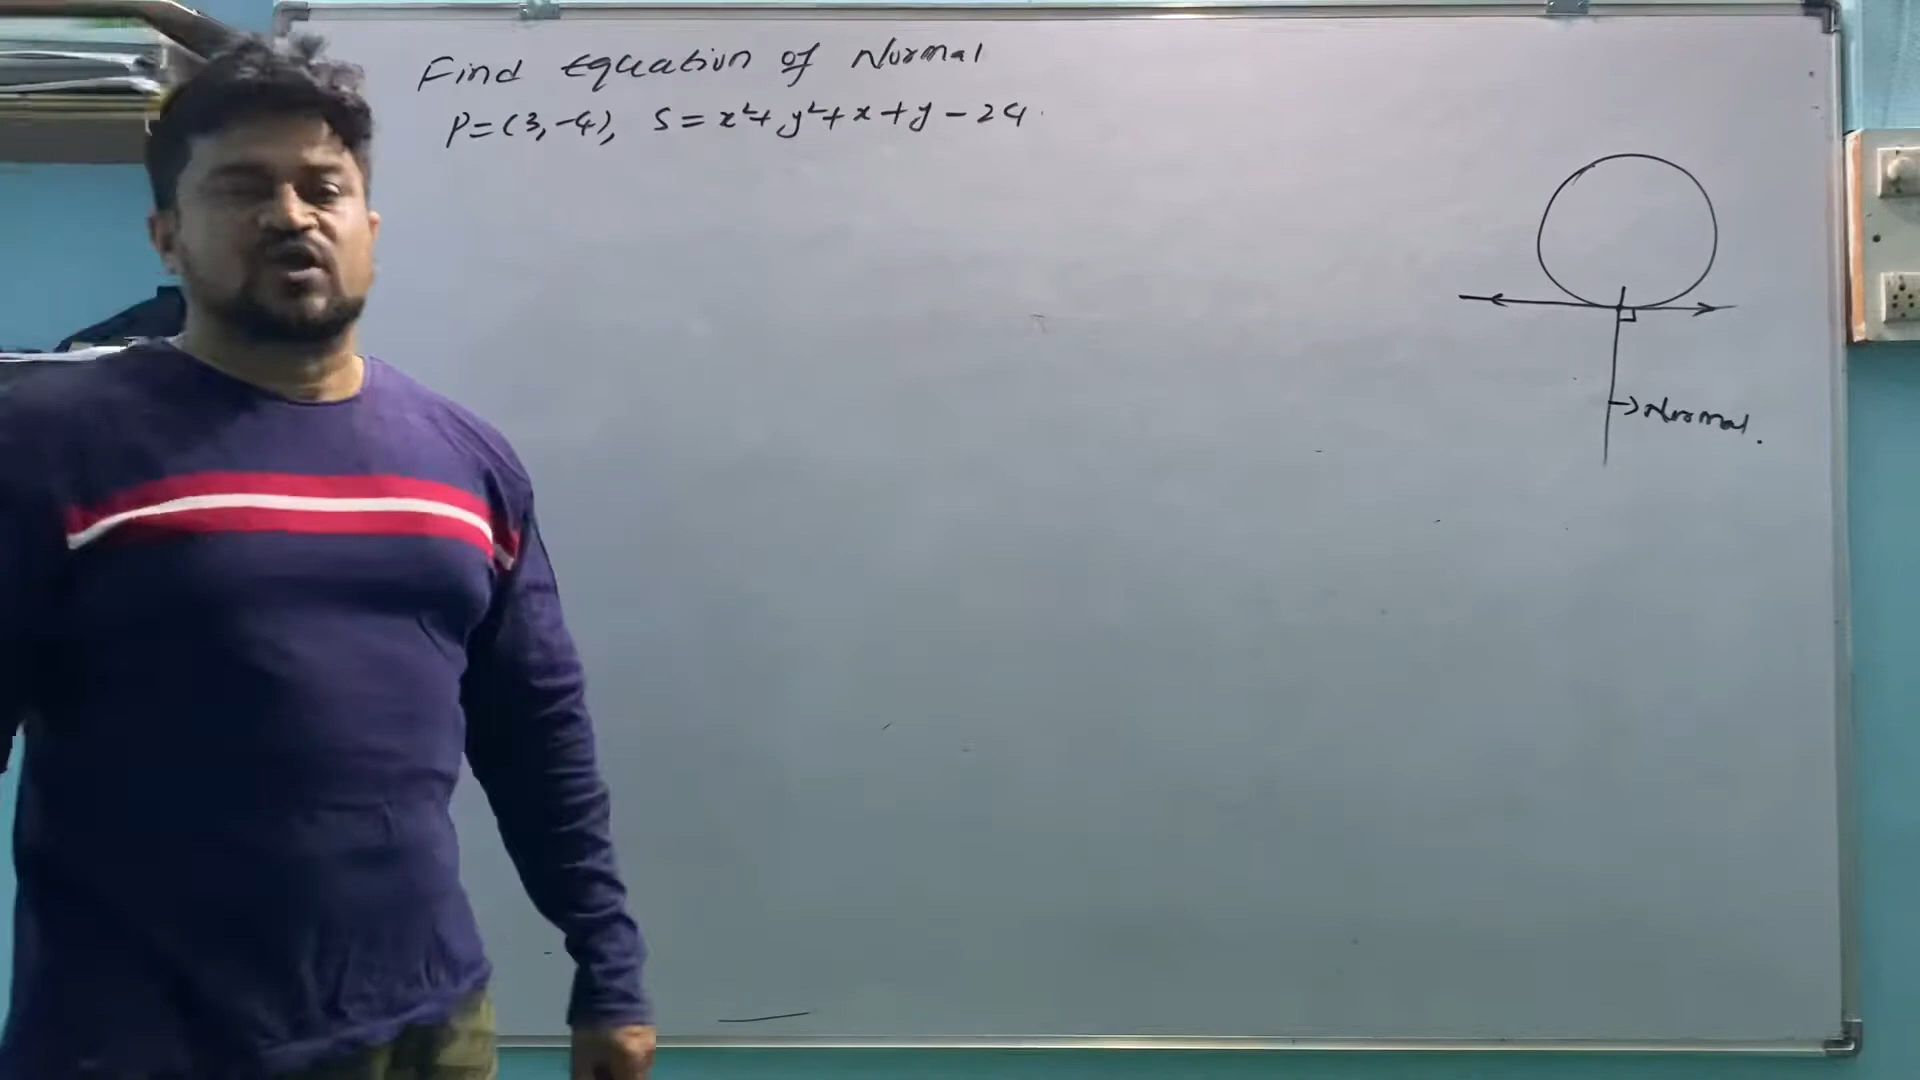 Find Equation of Normal
P=(3,-4), S = x²+y²+x+y-24.
→Normal.